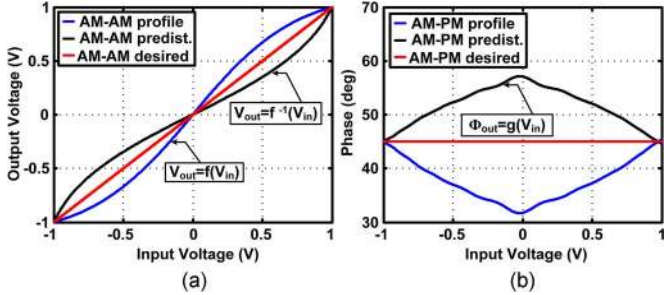 AM-AM profile
AM-AM predist.
AM-AM desired
Output Voltage (V)
1
0.5
0
-0.5
-1
Vout=f -1(Vin)
Vout=f(Vin)
-1 -0.5 0 0.5 1
Input Voltage (V)
(a)
AM-PM profile
AM-PM predist.
AM-PM desired
Phase (deg)
70
60
50
40
30
Φout=g(Vin)
-1 -0.5 0 0.5 1
Input Voltage (V)
(b)